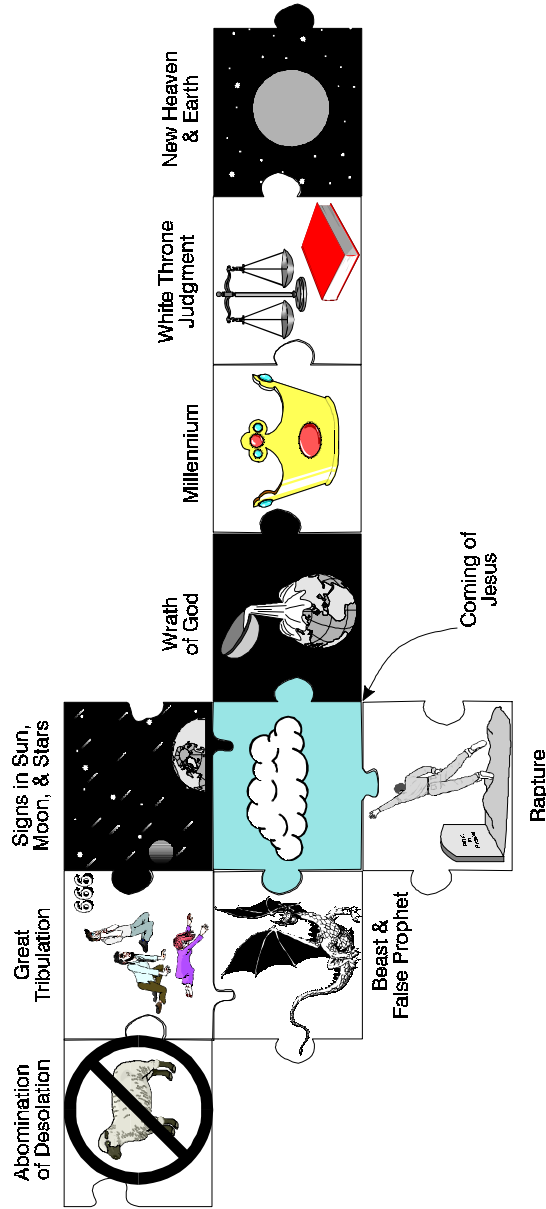 Abomination
of Desolation
Great
Tribulation
666
Signs in Sun,
Moon, & Stars
Beast &
False Prophet
Rapture
Coming of
Jesus
Wrath
of God
Millennium
White Throne
Judgment
New Heaven
& Earth